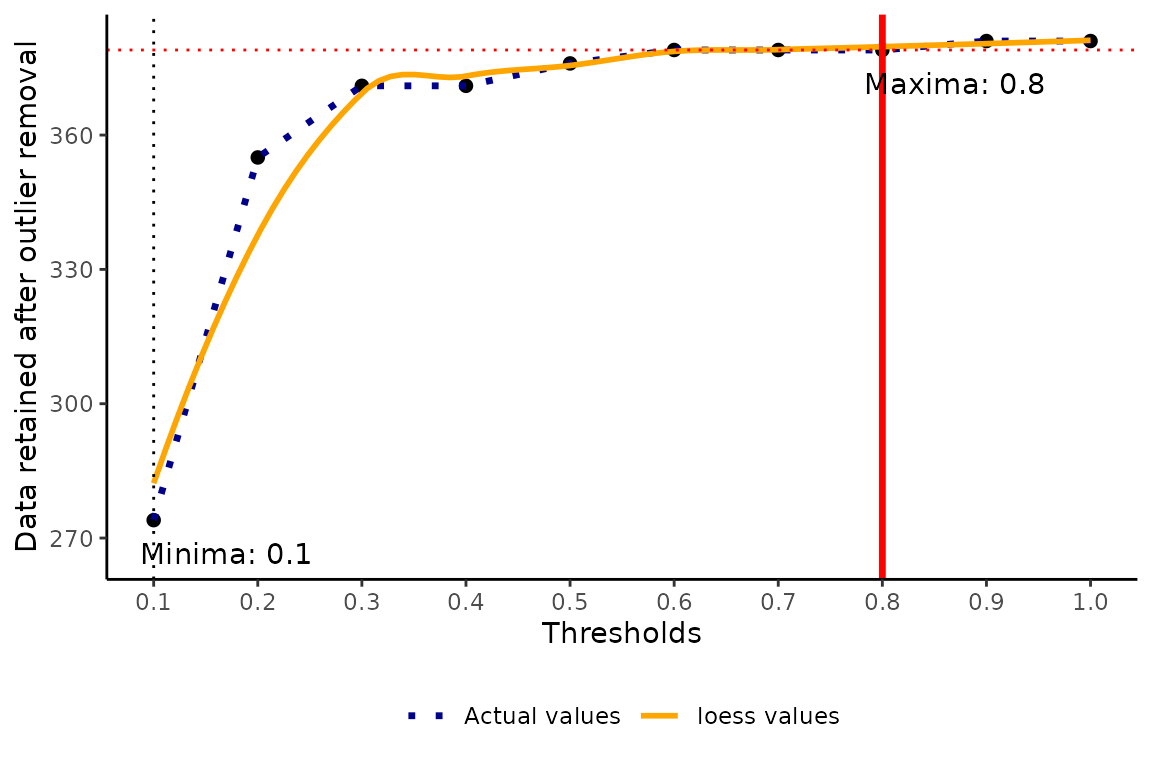 Data retained after outlier removal
360
330
300
270
Maxima: 0.8
Minima: 0.1
0.1 0.2 0.3 0.4 0.5 0.6 0.7 0.8 0.9 1.0
Thresholds
Actual values loess values